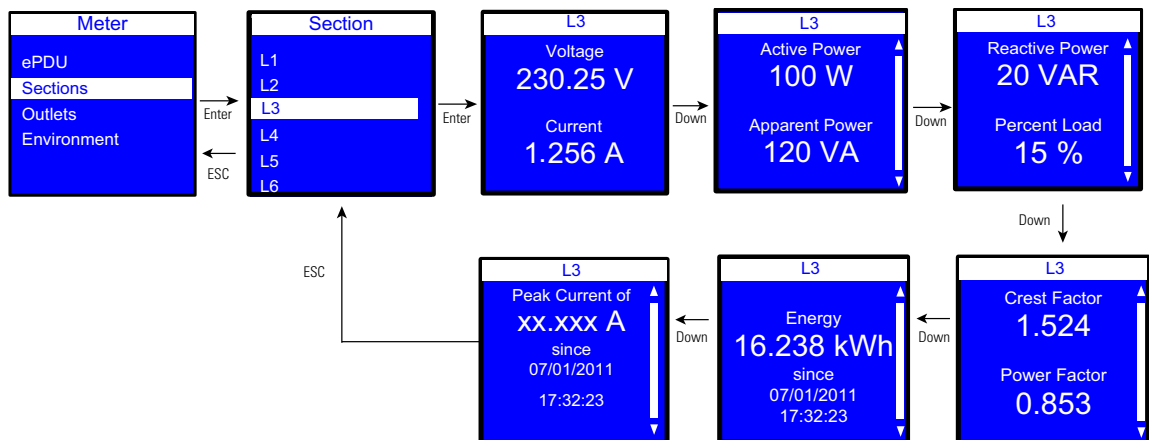 Meter
ePDU
Sections
Outlets
Environment
Enter
ESC
Section
L1
L2
L3
L4
L5
L6
Enter
L3
Voltage
230.25 V
Current
1.256 A
Down
L3
Active Power
100 W
Apparent Power
120 VA
Down
L3
Reactive Power
20 VAR
Percent Load
15 %
Down
L3
Crest Factor
1.524
Power Factor
0.853
Down
L3
Energy
16.238 kWh
since
07/01/2011
17:32:23
Down
L3
Peak Current of
xx.xxx A
since
07/01/2011
17:32:23
ESC